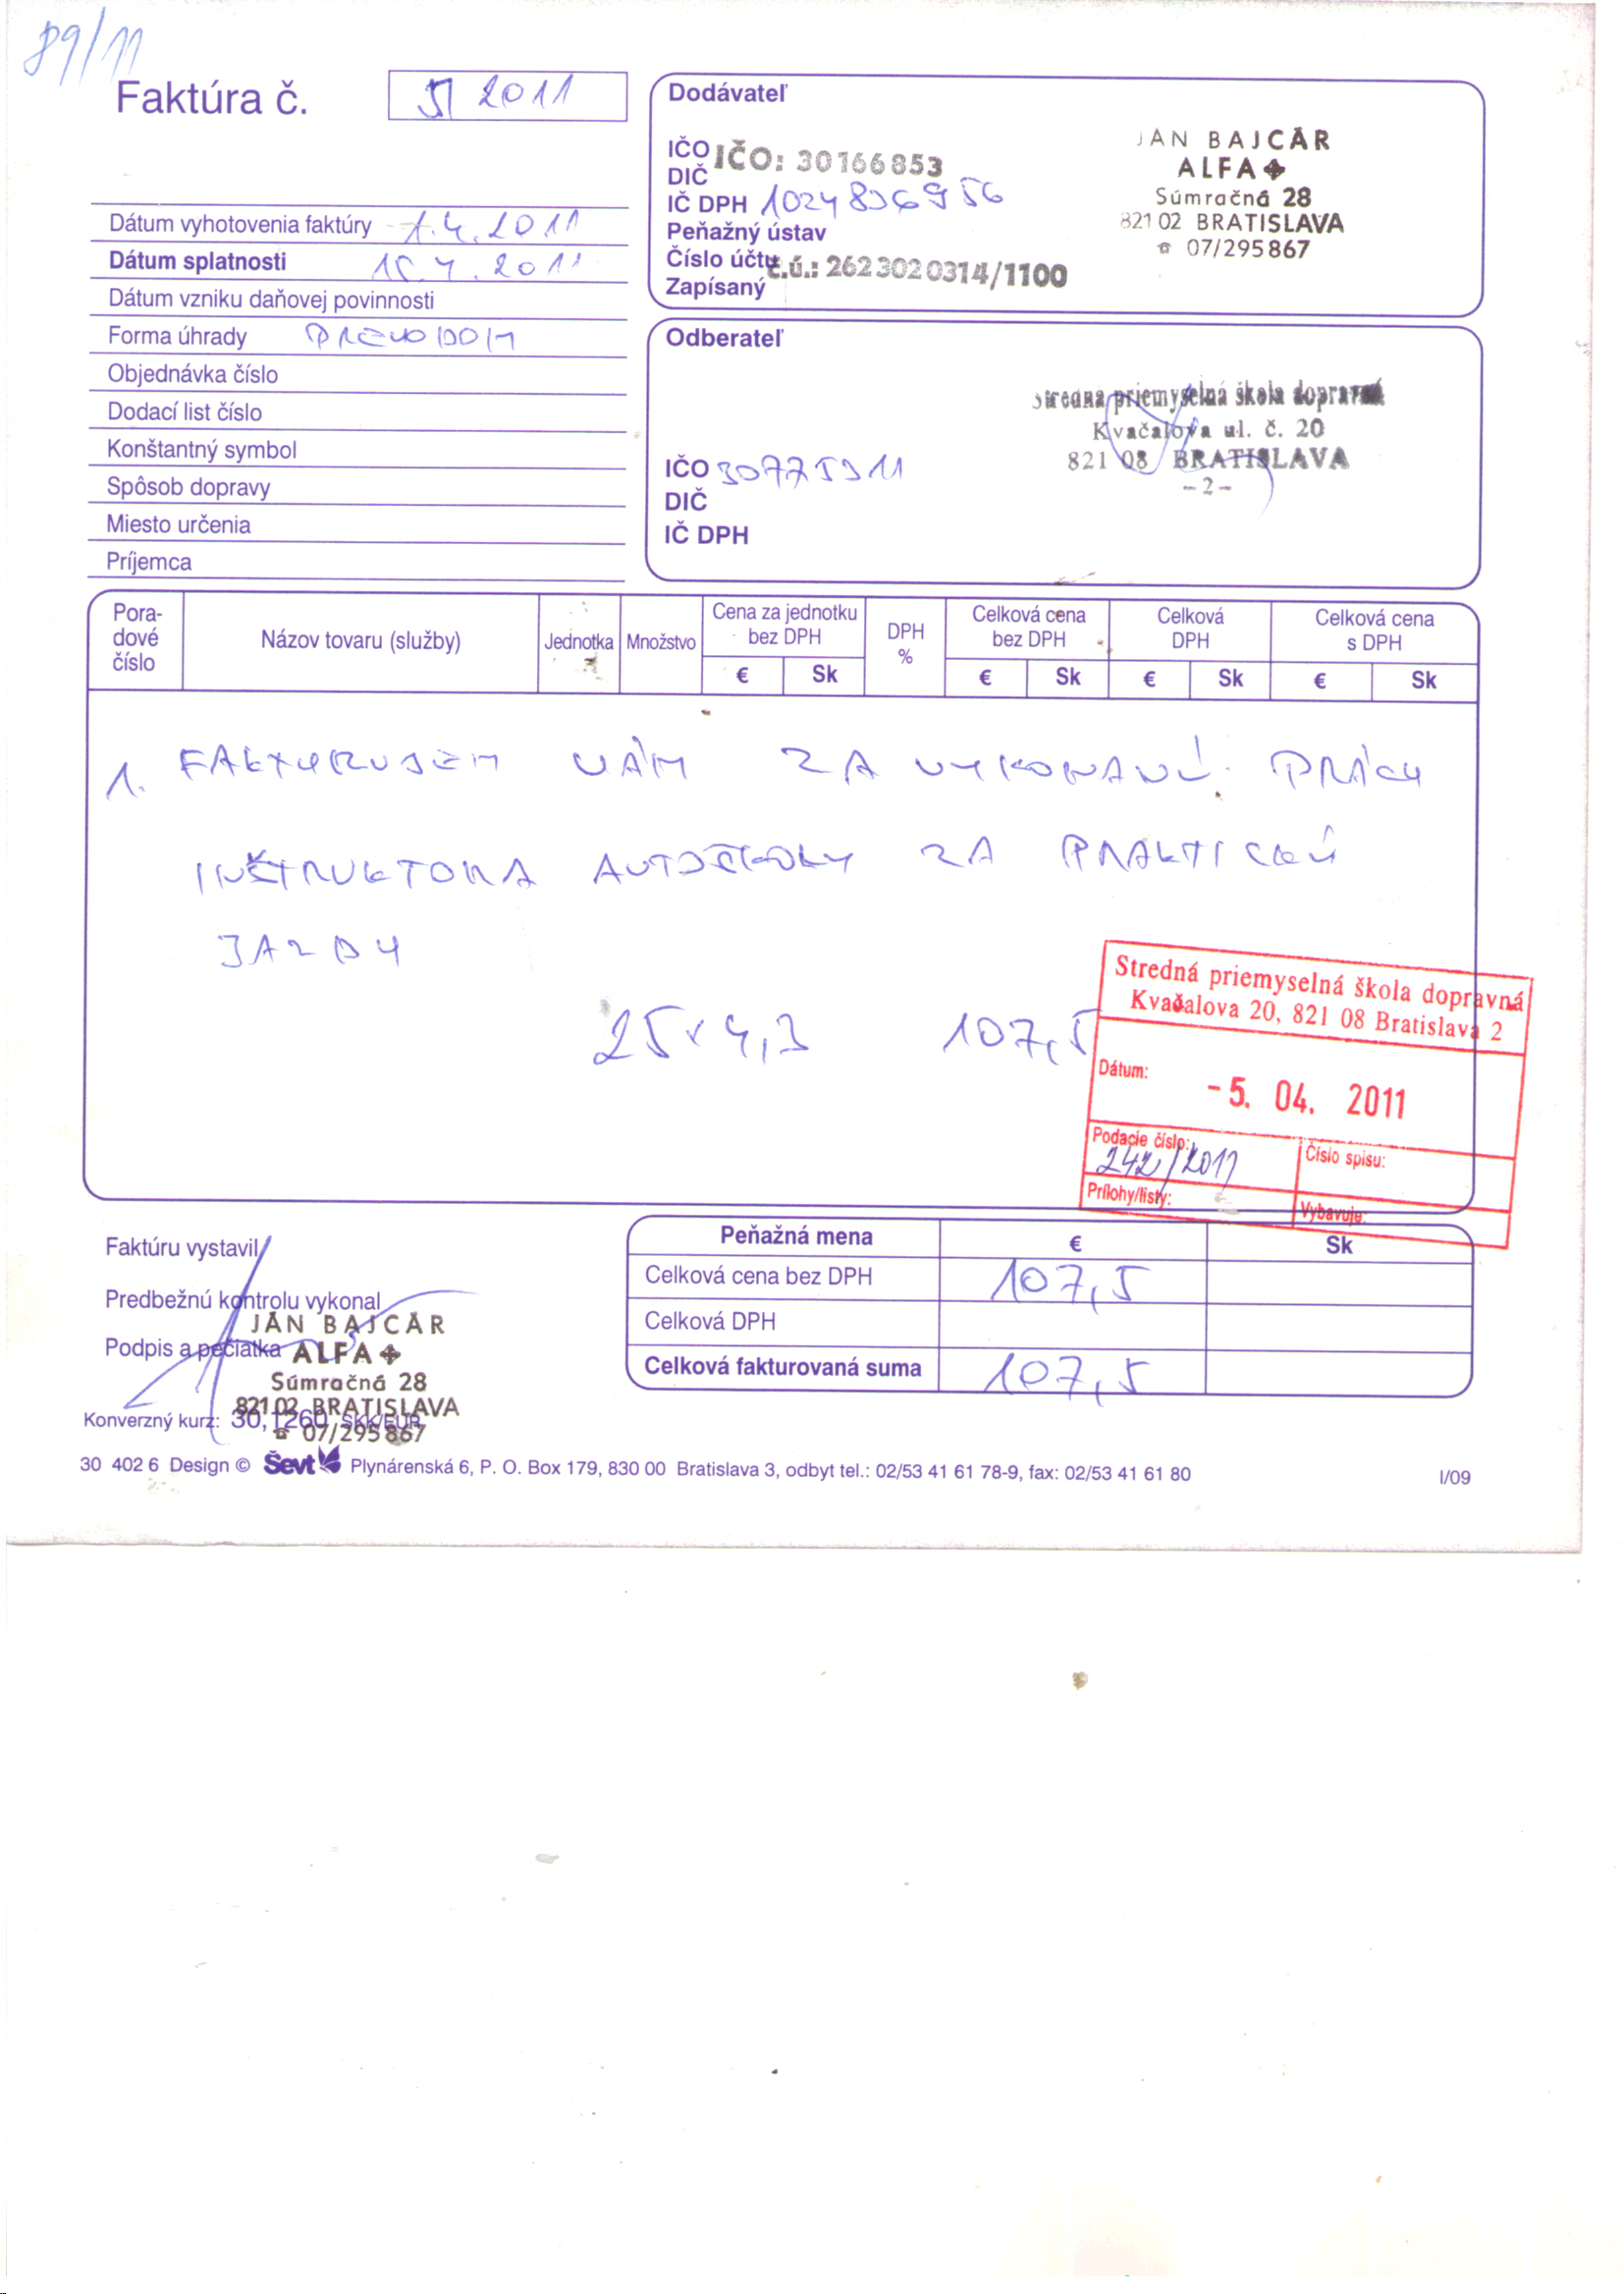 89/11
Faktúra č. 5/2011
Dátum vyhotovenia faktúry 1.4.2011
Dátum splatnosti 15.4.2011
Dátum vzniku daňovej povinnosti
Forma úhrady PREVODOM
Objednávka číslo
Dodací list číslo
Konštantný symbol
Spôsob dopravy
Miesto určenia
Príjemca
Dodávateľ
IČO IČO: 30166853
DIČ
IČ DPH
Peňažný ústav
Číslo účtu č.ú.: 2623020314/1100
Zapísaný
JÁN BAJCÁR
ALFA
Súmračná 28
821 02 BRATISLAVA
☎ 07/295867
Odberateľ
Stredná priemyselná škola dopravná
Kvačalova ul. č. 20
821 08 BRATISLAVA
-2-
IČO 30775311
DIČ
IČ DPH
Poradové číslo
Názov tovaru (služby)
Jednotka
Množstvo
Cena za jednotku bez DPH
€ Sk
DPH %
Celková cena bez DPH
€ Sk
Celková DPH
€ Sk
Celková cena s DPH
€ Sk
1. FAKTURUJEM VÁM ZA VYKONANÚ PRÁCU
INŠTRUKTORA AUTOŠKOLY ZA PRAKTICKÚ
JAZDY
25 x 4,3 107,5
Stredná priemyselná škola dopravná
Kvačalova 20, 821 08 Bratislava 2
Dátum: -5. 04. 2011
Podacie číslo: 242/2011
Číslo spisu:
Prílohy/listy:
Vybavuje:
Faktúru vystavil
Predbežnú kontrolu vykonal
Podpis a pečiatka
JÁN BAJCÁR
ALFA
Súmračná 28
821 02 BRATISLAVA
☎ 07/295867
Konverzný kurz: 30,1260 SKK/EUR
Peňažná mena € Sk
Celková cena bez DPH 107,5
Celková DPH
Celková fakturovaná suma 107,5
30 402 6 Design © Ševt Plynárenská 6, P. O. Box 179, 830 00 Bratislava 3, odbyt tel.: 02/53 41 61 78-9, fax: 02/53 41 61 80
I/09